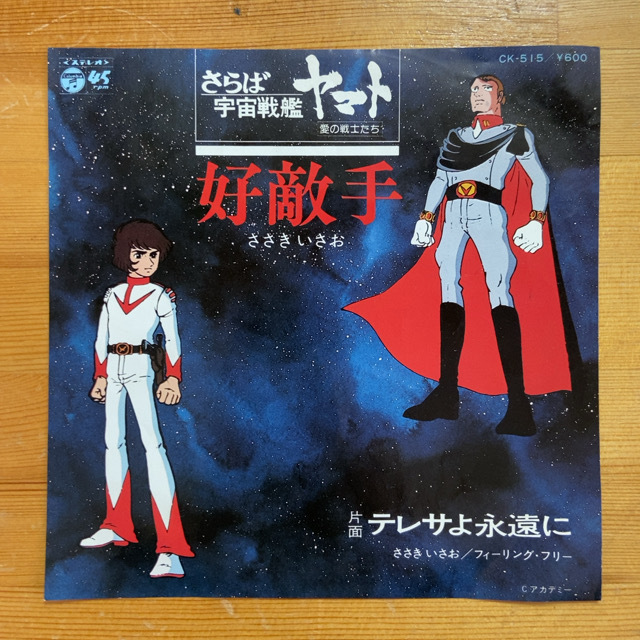 <ステレオ>
Columbia
45
rpm
CK-515/¥600
さらば
宇宙戦艦
ヤマト
愛の戦士たち
好敵手
ささきいさお
片面 テレサよ永遠に
ささきいさお/フィーリング・フリー
Cアカデミー